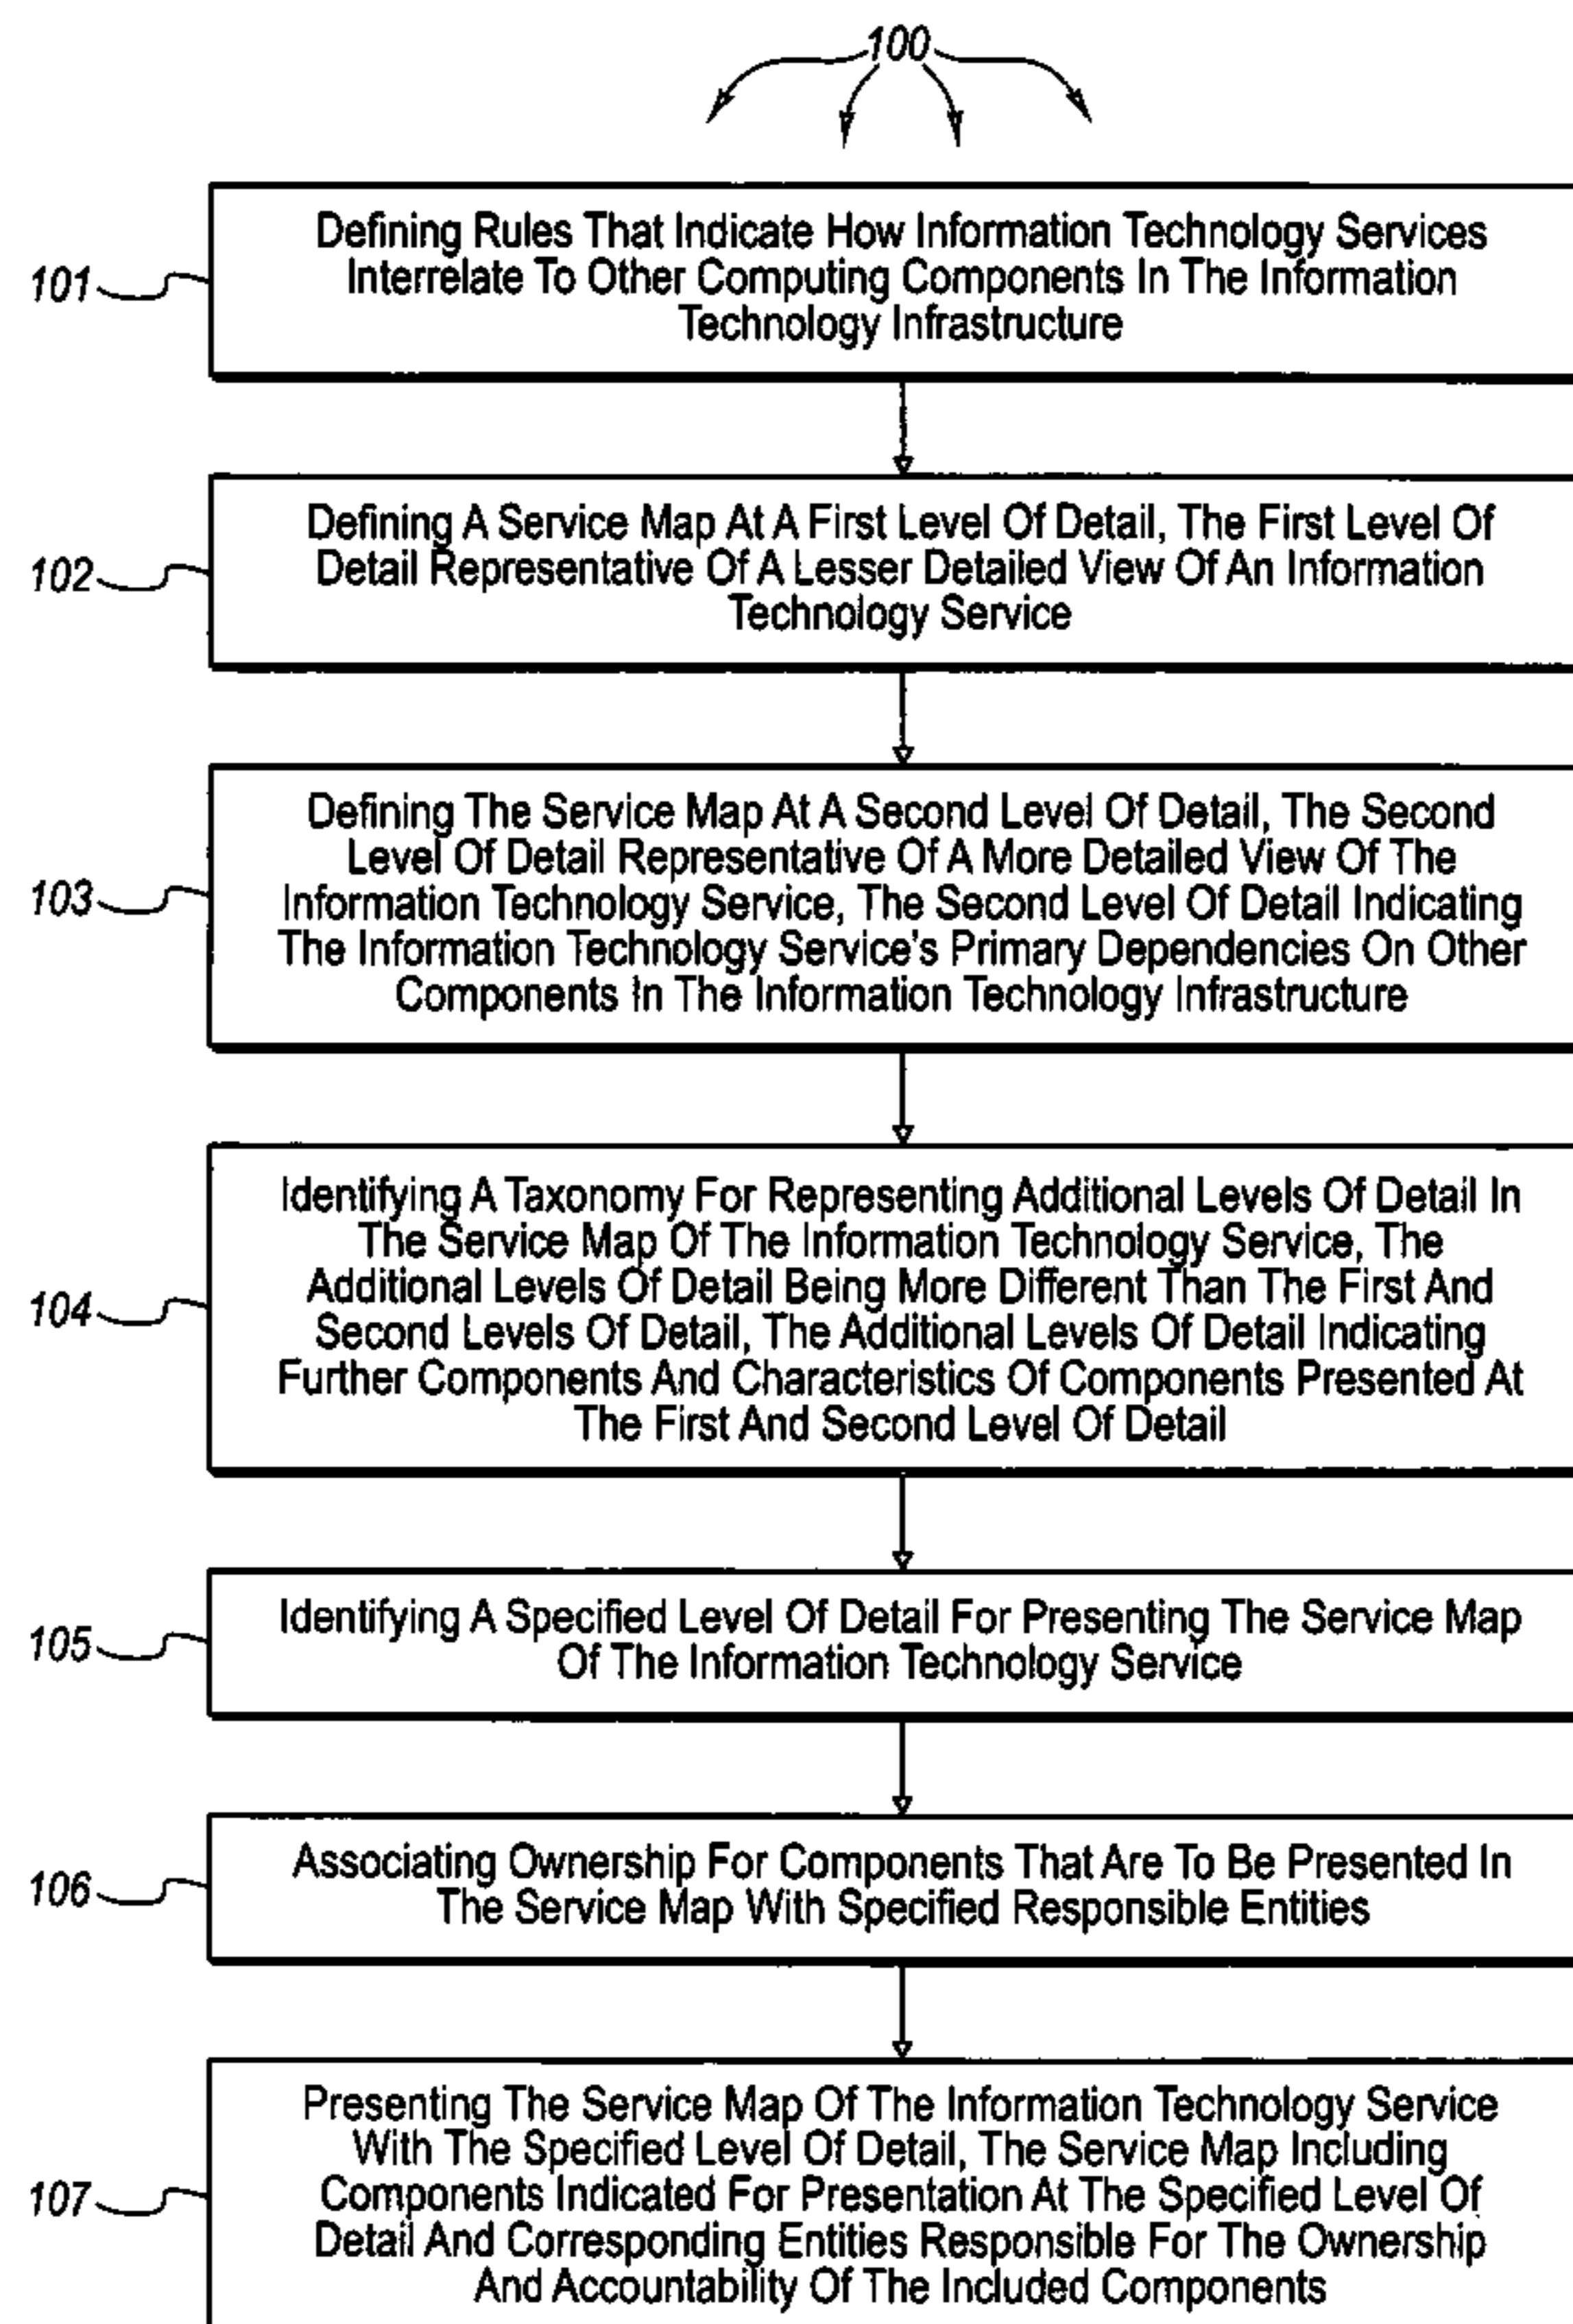 100
101
Defining Rules That Indicate How Information Technology Services
Interrelate To Other Computing Components In The Information
Technology Infrastructure
102
Defining A Service Map At A First Level Of Detail, The First Level Of
Detail Representative Of A Lesser Detailed View Of An Information
Technology Service
103
Defining The Service Map At A Second Level Of Detail, The Second
Level Of Detail Representative Of A More Detailed View Of The
Information Technology Service, The Second Level Of Detail Indicating
The Information Technology Service's Primary Dependencies On Other
Components In The Information Technology Infrastructure
104
Identifying A Taxonomy For Representing Additional Levels Of Detail In
The Service Map Of The Information Technology Service, The
Additional Levels Of Detail Being More Different Than The First And
Second Levels Of Detail, The Additional Levels Of Detail Indicating
Further Components And Characteristics Of Components Presented At
The First And Second Level Of Detail
105
Identifying A Specified Level Of Detail For Presenting The Service Map
Of The Information Technology Service
106
Associating Ownership For Components That Are To Be Presented In
The Service Map With Specified Responsible Entities
107
Presenting The Service Map Of The Information Technology Service
With The Specified Level Of Detail, The Service Map Including
Components Indicated For Presentation At The Specified Level Of
Detail And Corresponding Entities Responsible For The Ownership
And Accountability Of The Included Components